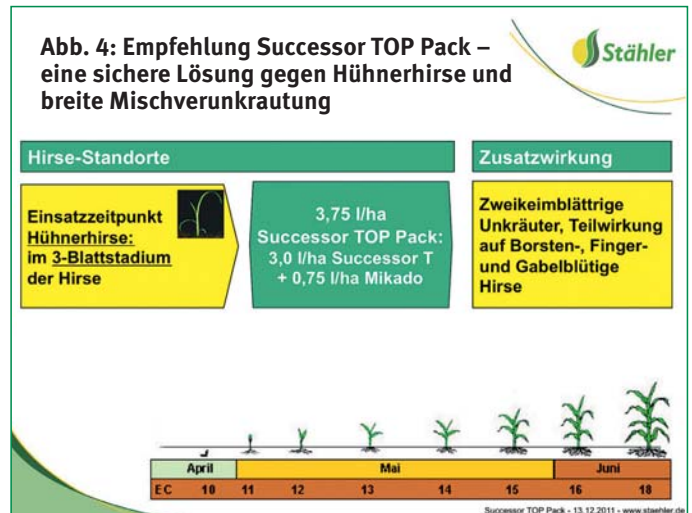 Abb. 4: Empfehlung Successor TOP Pack –
eine sichere Lösung gegen Hühnerhirse und
breite Mischverunkrautung
Stähler
Hirse-Standorte
Zusatzwirkung
Einsatzzeitpunkt
Hühnerhirse:
im 3-Blattstadium
der Hirse
3,75 l/ha
Successor TOP Pack:
3,0 l/ha Successor T
+ 0,75 l/ha Mikado
Zweikeimblättrige
Unkräuter, Teilwirkung
auf Borsten-, Finger-
und Gabelblütige
Hirse
April Mai Juni
EC 10 11 12 13 14 15 16 18
Successor TOP Pack - 13.12.2011 - www.staehler.de